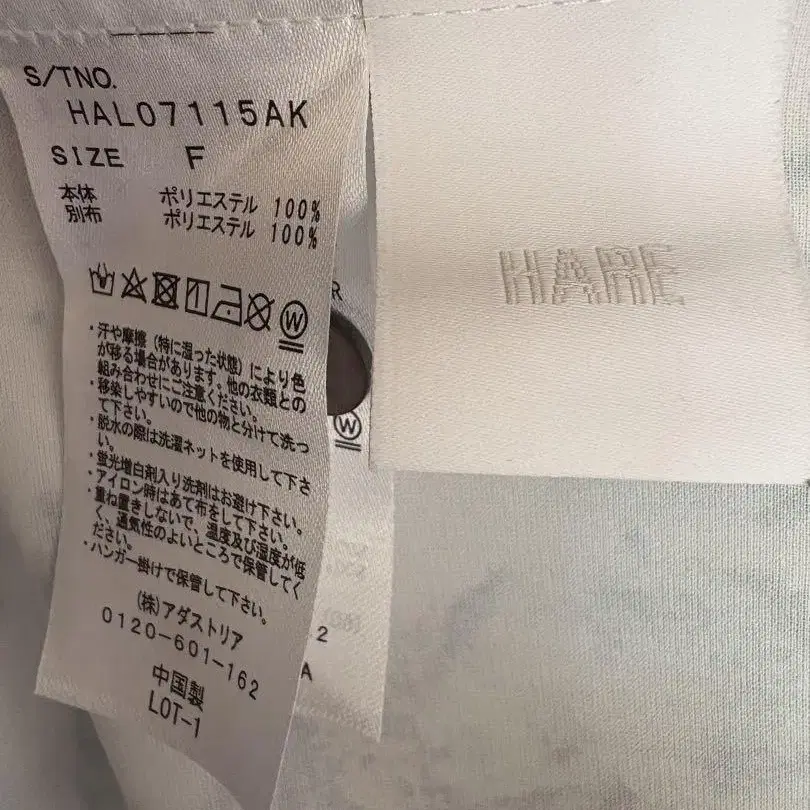 S/TNO.
HAL07115AK
SIZE F
本体 ポリエステル 100%
別布 ポリエステル 100%
W
・汗や摩擦（特に湿った状態）により色
が移る場合があります。他の衣類との
組み合わせにご注意ください。
・移染しやすいので他の物と分けて洗っ
て下さい。
・脱水の際は洗濯ネットを使用して下さ
い。
・蛍光増白剤入り洗剤はお避け下さい。
・アイロン時はあて布をして下さい。
・重ね置きしないで、温度及び湿度が低
く、通気性のよいところで保管してく
ださい。
・ハンガー掛けで保管して下さい。
(株)アダストリア
0120-601-162
中国製
LOT-1
HARE
R
W
2
A